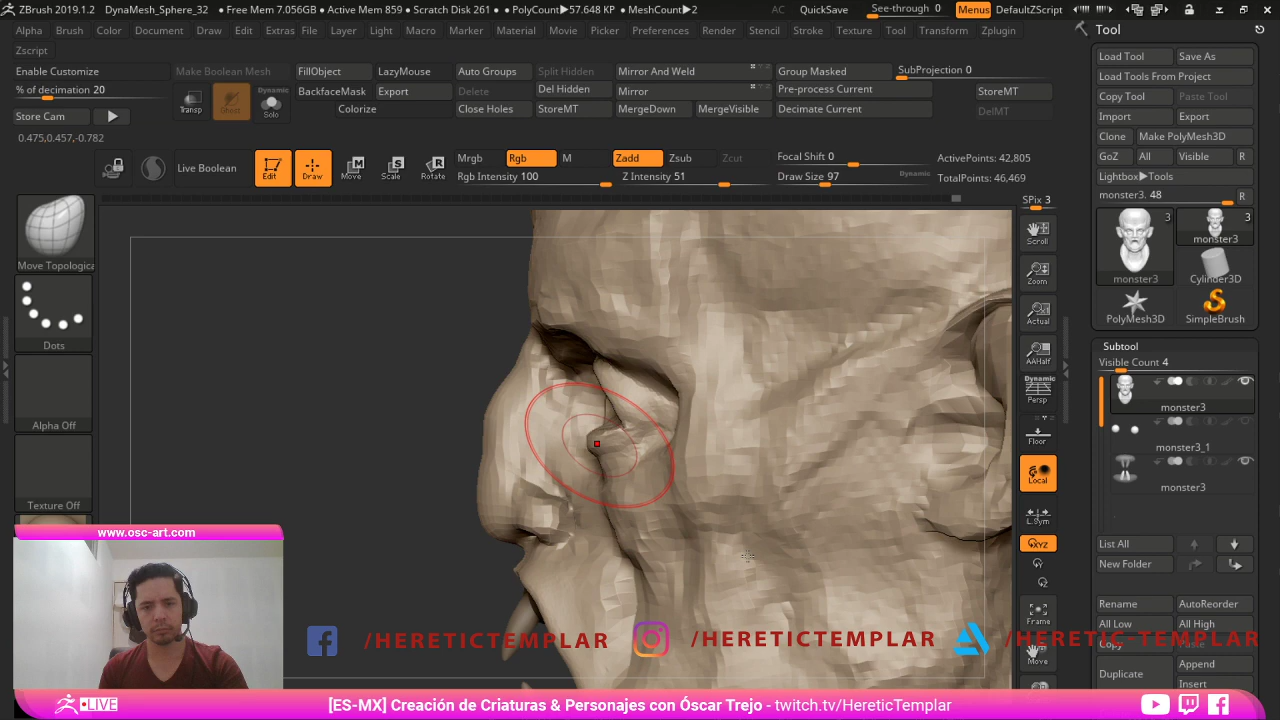 ZBrush 2019.1.2 DynaMesh_Sphere_32 • Free Mem 7.056GB • Active Mem 859 • Scratch Disk 261 • • PolyCount▶57.648 KP • MeshCount▶2 AC QuickSave See-through 0 Menus DefaultZScript
Alpha Brush Color Document Draw Edit Extras File Layer Light Macro Marker Material Movie Picker Preferences Render Stencil Stroke Texture Tool Transform Zplugin
Zscript
Enable Customize Make Boolean Mesh FillObject LazyMouse Auto Groups Split Hidden Mirror And Weld Group Masked SubProjection 0
% of decimation 20 Transp Ghost Dynamic Solo BackfaceMask Export Delete Del Hidden Mirror Pre-process Current StoreMT
Store Cam Colorize Close Holes StoreMT MergeDown MergeVisible Decimate Current DelMT
0.475,0.457,-0.782
Live Boolean Edit Draw Move Scale Rotate Mrgb Rgb M Zadd Zsub Zcut Focal Shift 0 ActivePoints: 42,805
Rgb Intensity 100 Z Intensity 51 Draw Size 97 Dynamic TotalPoints: 46,469
Move Topologica
Dots
Alpha Off
Texture Off
SPix 3
Scroll
Zoom
Actual
AAHalf
Dynamic
Persp
Floor
Local
L.Sym
XYZ
Frame
Move
Tool
Load Tool Save As
Load Tools From Project
Copy Tool Paste Tool
Import Export
Clone Make PolyMesh3D
GoZ All Visible R
Lightbox▶Tools
monster3. 48 R
3 3
monster3
monster3 Cylinder3D
PolyMesh3D SimpleBrush
Subtool
Visible Count 4
monster3
monster3_1
monster3
List All
New Folder
Rename AutoReorder
All Low All High
Copy Paste
Duplicate Append
Insert
www.osc-art.com
/HERETICTEMPLAR /HERETICTEMPLAR /HERETIC_TEMPLAR
LIVE [ES-MX] Creación de Criaturas & Personajes con Óscar Trejo - twitch.tv/HereticTemplar